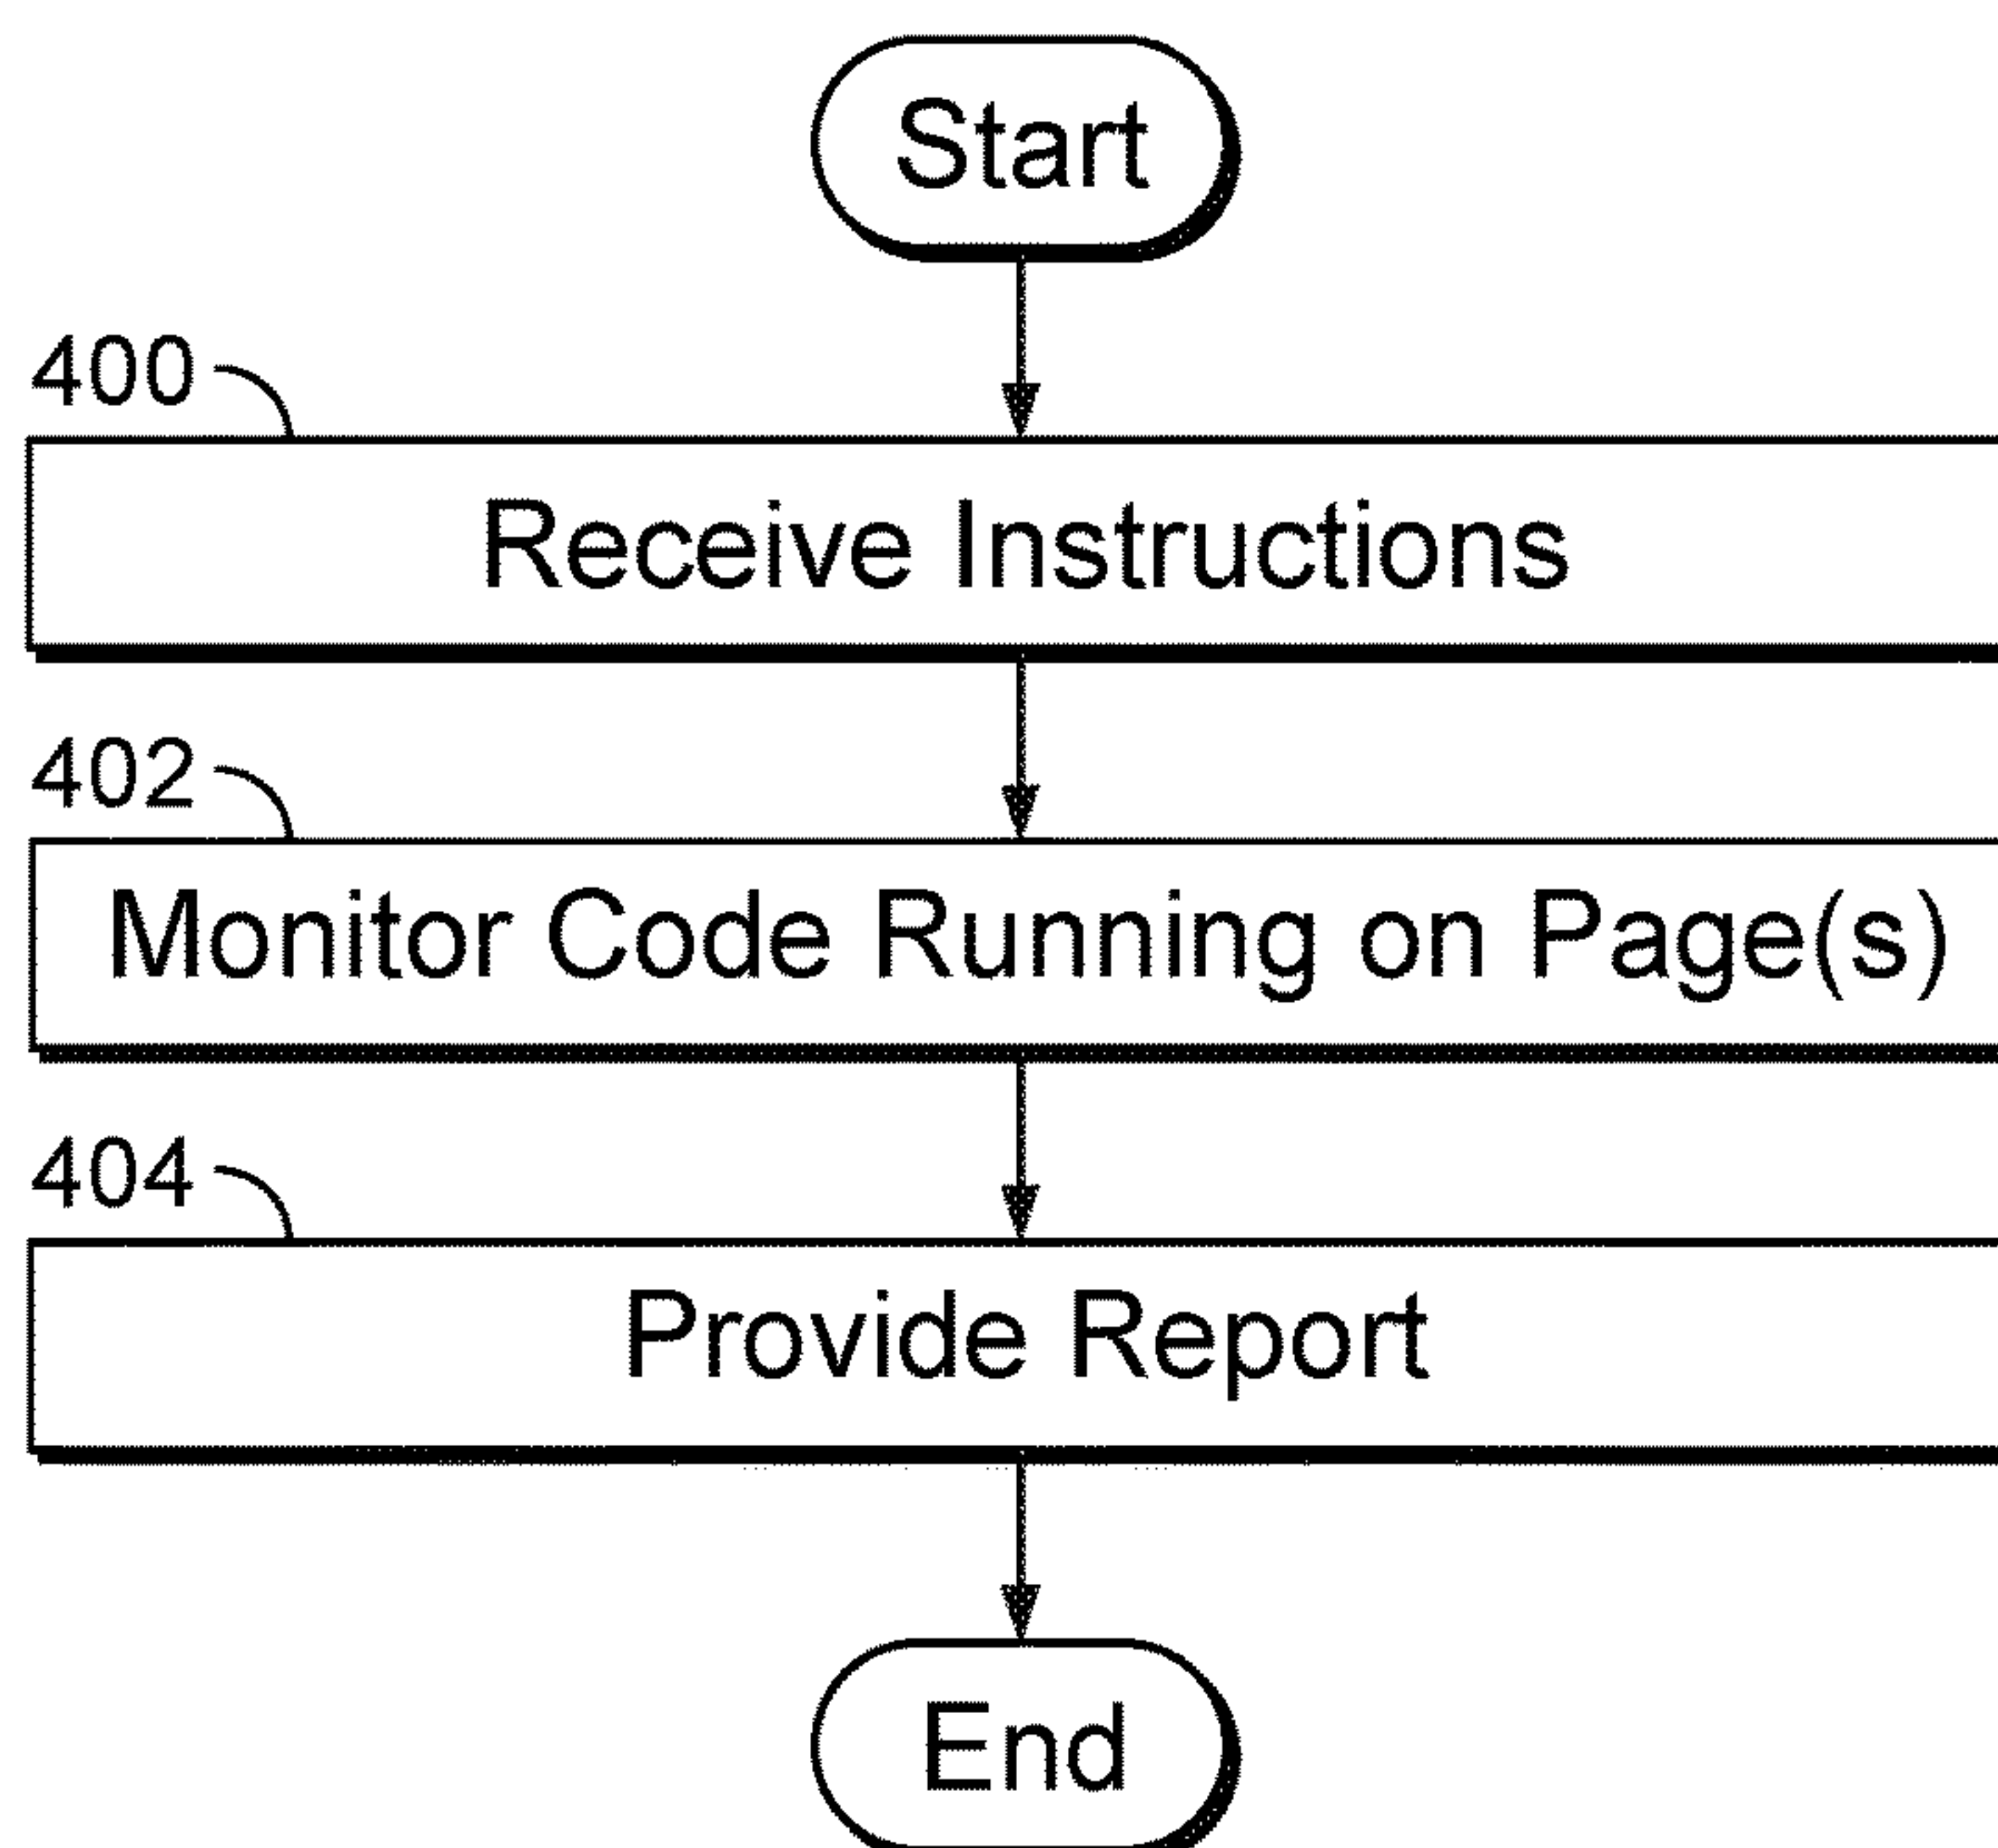 Start
400
Receive Instructions
402
Monitor Code Running on Page(s)
404
Provide Report
End